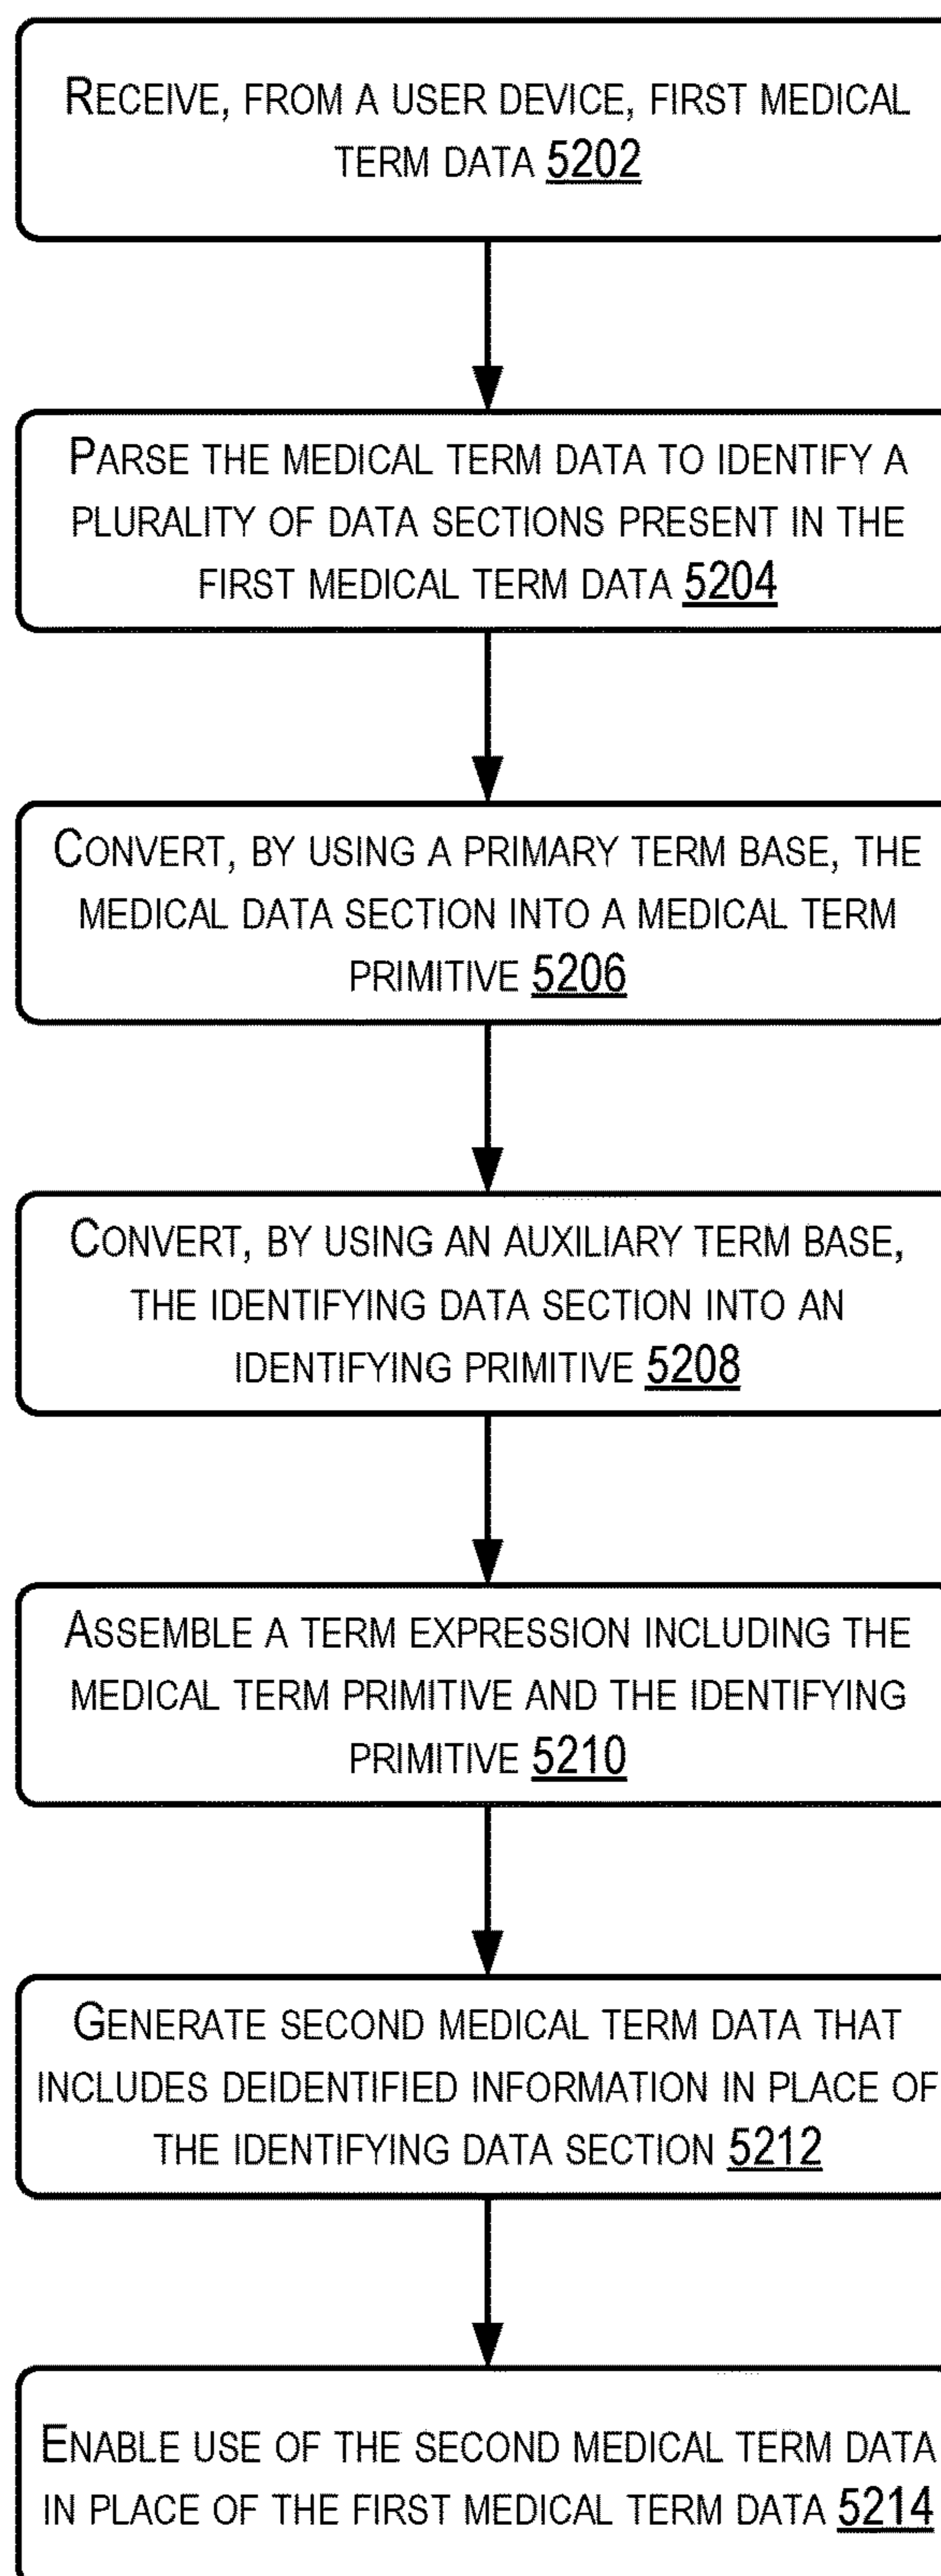 RECEIVE, FROM A USER DEVICE, FIRST MEDICAL
TERM DATA 5202
PARSE THE MEDICAL TERM DATA TO IDENTIFY A
PLURALITY OF DATA SECTIONS PRESENT IN THE
FIRST MEDICAL TERM DATA 5204
CONVERT, BY USING A PRIMARY TERM BASE, THE
MEDICAL DATA SECTION INTO A MEDICAL TERM
PRIMITIVE 5206
CONVERT, BY USING AN AUXILIARY TERM BASE,
THE IDENTIFYING DATA SECTION INTO AN
IDENTIFYING PRIMITIVE 5208
ASSEMBLE A TERM EXPRESSION INCLUDING THE
MEDICAL TERM PRIMITIVE AND THE IDENTIFYING
PRIMITIVE 5210
GENERATE SECOND MEDICAL TERM DATA THAT
INCLUDES DEIDENTIFIED INFORMATION IN PLACE OF
THE IDENTIFYING DATA SECTION 5212
ENABLE USE OF THE SECOND MEDICAL TERM DATA
IN PLACE OF THE FIRST MEDICAL TERM DATA 5214